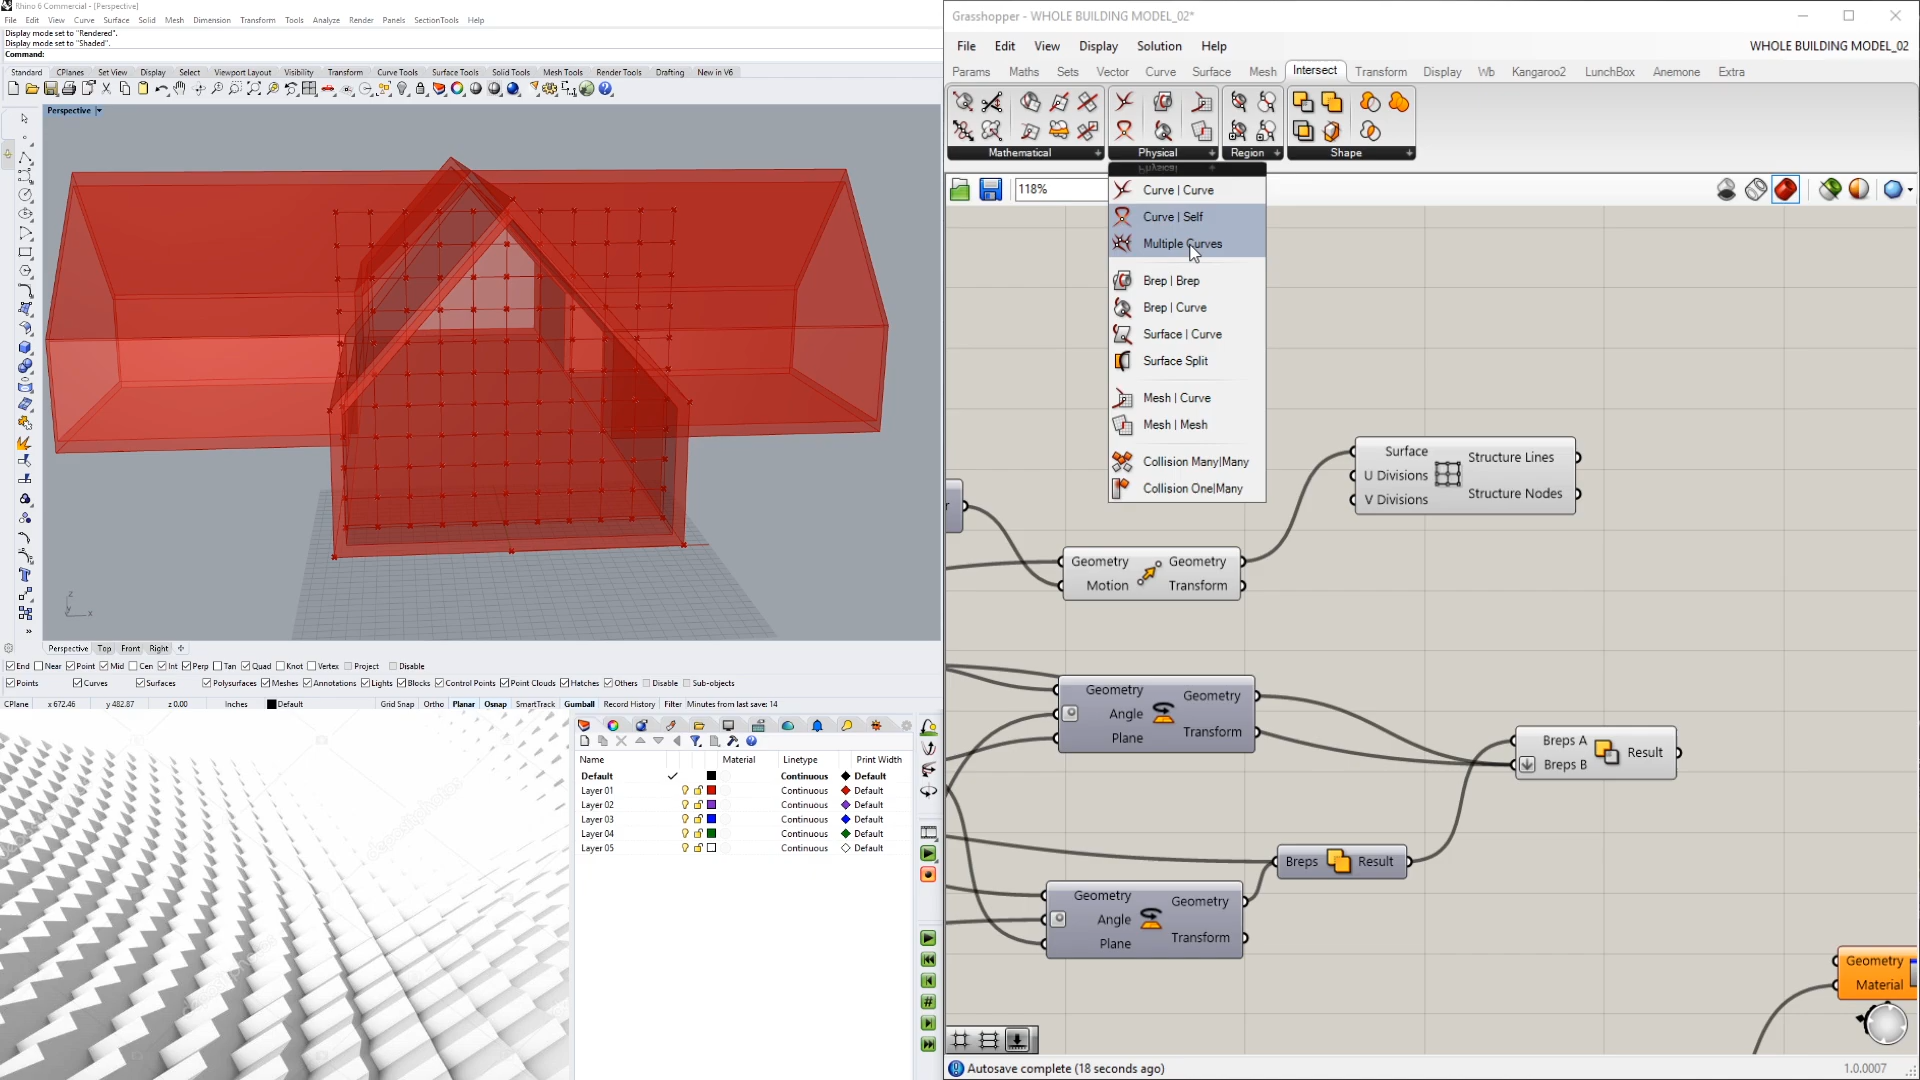 Rhino 6 Commercial - [Perspective]
File Edit View Curve Surface Solid Mesh Dimension Transform Tools Analyze Render Panels SectionTools Help
Display mode set to "Rendered".
Display mode set to "Shaded".
Command:
Standard CPlanes Set View Display Select Viewport Layout Visibility Transform Curve Tools Surface Tools Solid Tools Mesh Tools Render Tools Drafting New in V6
Perspective
z
y
x
Perspective Top Front Right
End Near Point Mid Cen Int Perp Tan Quad Knot Vertex Project Disable
Points Curves Surfaces Polysurfaces Meshes Annotations Lights Blocks Control Points Point Clouds Hatches Others Disable Sub-objects
CPlane x 672.46 y 482.87 z 0.00 Inches Default Grid Snap Ortho Planar Osnap SmartTrack Gumball Record History Filter Minutes from last save: 14
Name Material Linetype Print Width
Default Continuous Default
Layer 01 Continuous Default
Layer 02 Continuous Default
Layer 03 Continuous Default
Layer 04 Continuous Default
Layer 05 Continuous Default
Grasshopper - WHOLE BUILDING MODEL_02*
File Edit View Display Solution Help WHOLE BUILDING MODEL_02
Params Maths Sets Vector Curve Surface Mesh Intersect Transform Display Wb Kangaroo2 LunchBox Anemone Extra
Mathematical Physical Region Shape
118%
Physical
Curve | Curve
Curve | Self
Multiple Curves
Brep | Brep
Brep | Curve
Surface | Curve
Surface Split
Mesh | Curve
Mesh | Mesh
Collision Many|Many
Collision One|Many
Surface
U Divisions
V Divisions
Structure Lines
Structure Nodes
r
Geometry
Motion
Geometry
Transform
Geometry
Angle
Plane
Geometry
Transform
Breps A
Breps B
Result
Breps Result
Geometry
Angle
Plane
Geometry
Transform
Geometry
Material
Autosave complete (18 seconds ago)
1.0.0007